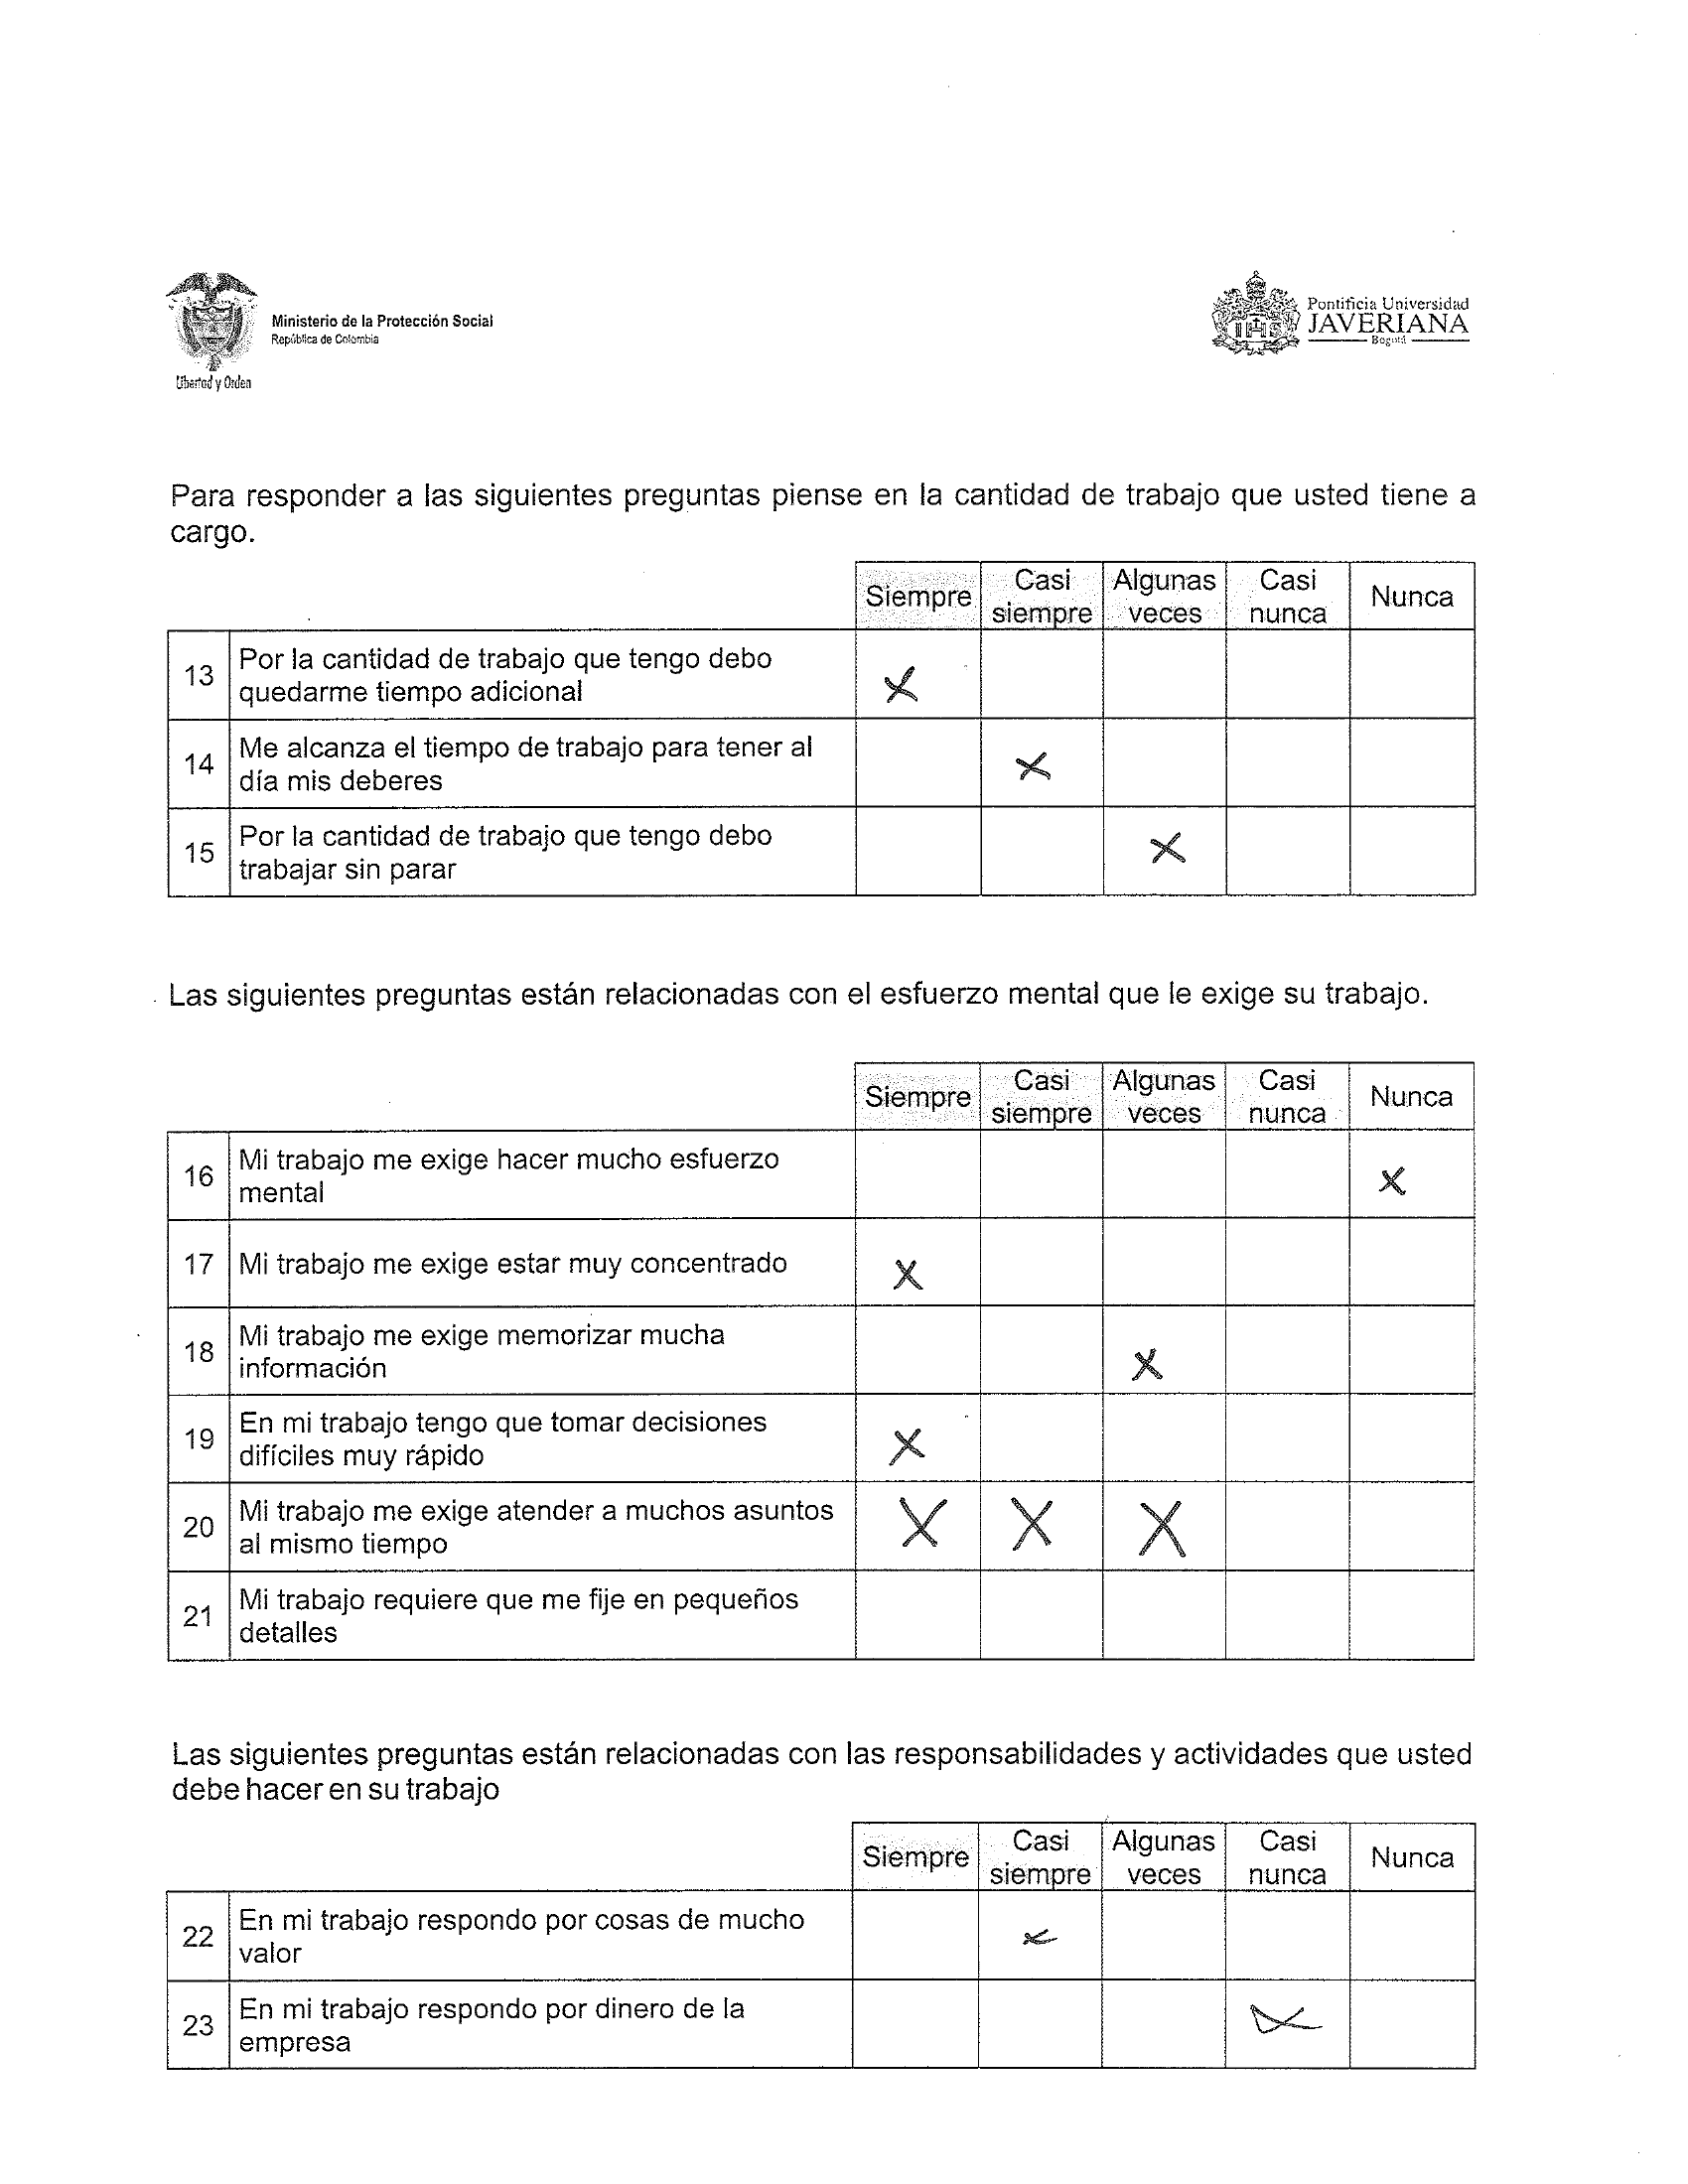 Ministerio de la Protección Social
República de Colombia
Libertad y Orden
Pontificia Universidad
JAVERIANA
Bogotá
Para responder a las siguientes preguntas piense en la cantidad de trabajo que usted tiene a
cargo.
Siempre Casi siempre Algunas veces Casi nunca Nunca
13 Por la cantidad de trabajo que tengo debo
quedarme tiempo adicional X
14 Me alcanza el tiempo de trabajo para tener al
día mis deberes X
15 Por la cantidad de trabajo que tengo debo
trabajar sin parar X
Las siguientes preguntas están relacionadas con el esfuerzo mental que le exige su trabajo.
Siempre Casi siempre Algunas veces Casi nunca Nunca
16 Mi trabajo me exige hacer mucho esfuerzo
mental X
17 Mi trabajo me exige estar muy concentrado X
18 Mi trabajo me exige memorizar mucha
información X
19 En mi trabajo tengo que tomar decisiones
difíciles muy rápido X
20 Mi trabajo me exige atender a muchos asuntos
al mismo tiempo X X X
21 Mi trabajo requiere que me fije en pequeños
detalles
Las siguientes preguntas están relacionadas con las responsabilidades y actividades que usted
debe hacer en su trabajo
Siempre Casi siempre Algunas veces Casi nunca Nunca
22 En mi trabajo respondo por cosas de mucho
valor X
23 En mi trabajo respondo por dinero de la
empresa X